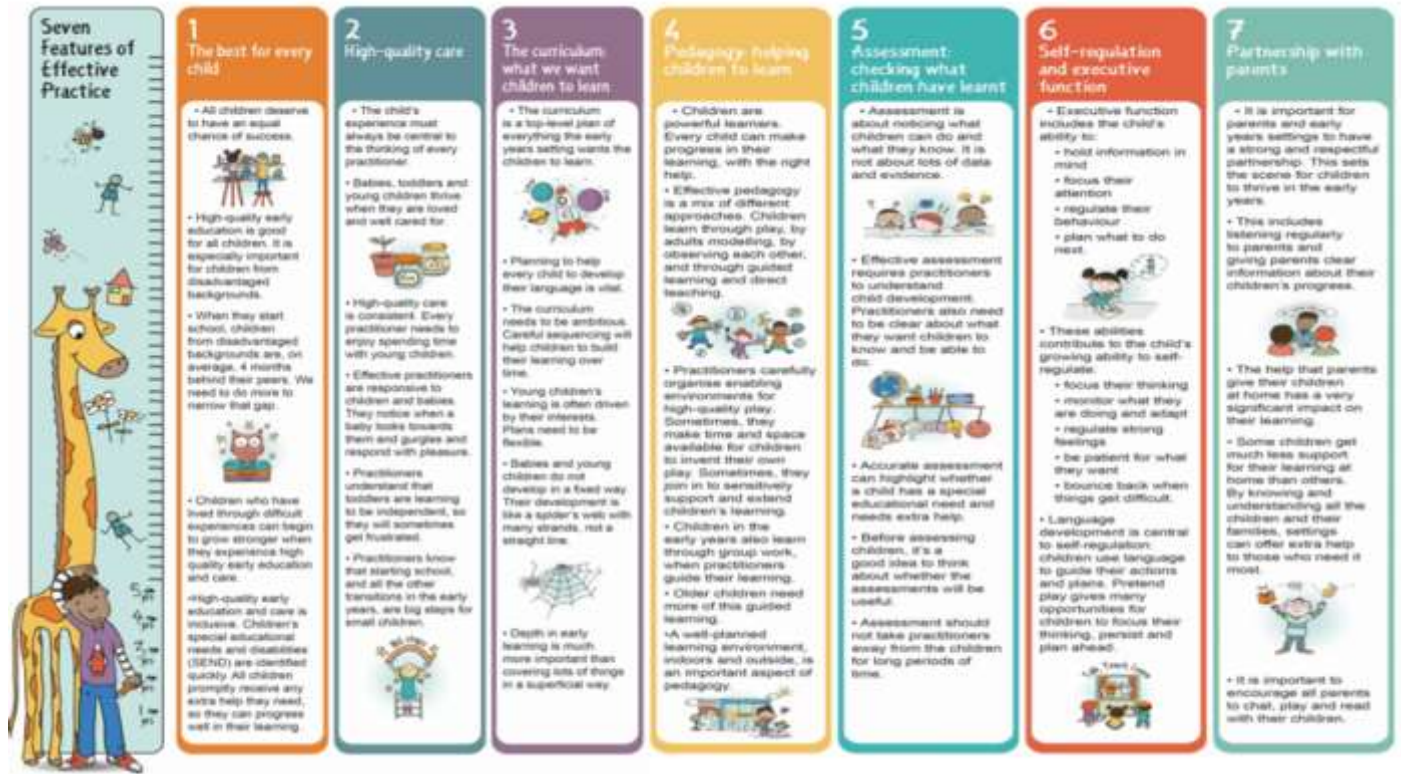 Seven
Features of
Effective
Practice
1
The best for every
child
• All children deserve
to have an equal
chance of success.
• High-quality early
education is good
for all children. It is
especially important
for children from
disadvantaged
backgrounds.
• When they start
school, children
from disadvantaged
backgrounds are, on
average, 4 months
behind their peers. We
need to do more to
narrow that gap.
• Children who have
lived through difficult
experiences can begin
to grow stronger when
they experience high
quality early education
and care.
•High-quality early
education and care is
inclusive. Children's
special educational
needs and disabilities
(SEND) are identified
quickly. All children
promptly receive any
extra help they need,
so they can progress
well in their learning.
2
High-quality care
• The child's
experience must
always be central to
the thinking of every
practitioner.
• Babies, toddlers and
young children thrive
when they are loved
and well cared for.
• High-quality care
is consistent. Every
practitioner needs to
enjoy spending time
with young children.
• Effective practitioners
are responsive to
children and babies.
They notice when a
baby looks towards
them and gurgles and
respond with pleasure.
• Practitioners
understand that
toddlers are learning
to be independent, so
they will sometimes
get frustrated.
• Practitioners know
that starting school,
and all the other
transitions in the early
years, are big steps for
small children.
3
The curriculum:
what we want
children to learn
• The curriculum
is a top-level plan of
everything the early
years setting wants the
children to learn.
• Planning to help
every child to develop
their language is vital.
• The curriculum
needs to be ambitious.
Careful sequencing will
help children to build
their learning over
time.
• Young children's
learning is often driven
by their interests.
Plans need to be
flexible.
• Babies and young
children do not
develop in a fixed way.
Their development is
like a spider's web with
many strands, not a
straight line.
• Depth in early
learning is much
more important than
covering lots of things
in a superficial way.
4
Pedagogy: helping
children to learn
• Children are
powerful learners.
Every child can make
progress in their
learning, with the right
help.
• Effective pedagogy
is a mix of different
approaches. Children
learn through play, by
adults modelling, by
observing each other,
and through guided
learning and direct
teaching.
• Practitioners carefully
organise enabling
environments for
high-quality play.
Sometimes, they
make time and space
available for children
to invent their own
play. Sometimes, they
join in to sensitively
support and extend
children's learning.
• Children in the
early years also learn
through group work,
when practitioners
guide their learning.
• Older children need
more of this guided
learning.
•A well-planned
learning environment,
indoors and outside, is
an important aspect of
pedagogy.
5
Assessment:
checking what
children have learnt
• Assessment is
about noticing what
children can do and
what they know. It is
not about lots of data
and evidence.
• Effective assessment
requires practitioners
to understand
child development.
Practitioners also need
to be clear about what
they want children to
know and be able to
do.
• Accurate assessment
can highlight whether
a child has a special
educational need and
needs extra help.
• Before assessing
children, it's a
good idea to think
about whether the
assessments will be
useful.
• Assessment should
not take practitioners
away from the children
for long periods of
time.
6
Self-regulation
and executive
function
• Executive function
includes the child's
ability to:
• hold information in
mind
• focus their
attention
• regulate their
behaviour
• plan what to do
next.
• These abilities
contribute to the child's
growing ability to self-
regulate:
• focus their thinking
• monitor what they
are doing and adapt
• regulate strong
feelings
• be patient for what
they want
• bounce back when
things get difficult.
• Language
development is central
to self-regulation:
children use language
to guide their actions
and plans. Pretend
play gives many
opportunities for
children to focus their
thinking, persist and
plan ahead.
7
Partnership with
parents
• It is important for
parents and early
years settings to have
a strong and respectful
partnership. This sets
the scene for children
to thrive in the early
years.
• This includes
listening regularly
to parents and
giving parents clear
information about their
children's progress.
• The help that parents
give their children
at home has a very
significant impact on
their learning.
• Some children get
much less support
for their learning at
home than others.
By knowing and
understanding all the
children and their
families, settings
can offer extra help
to those who need it
most.
• It is important to
encourage all parents
to chat, play and read
with their children.